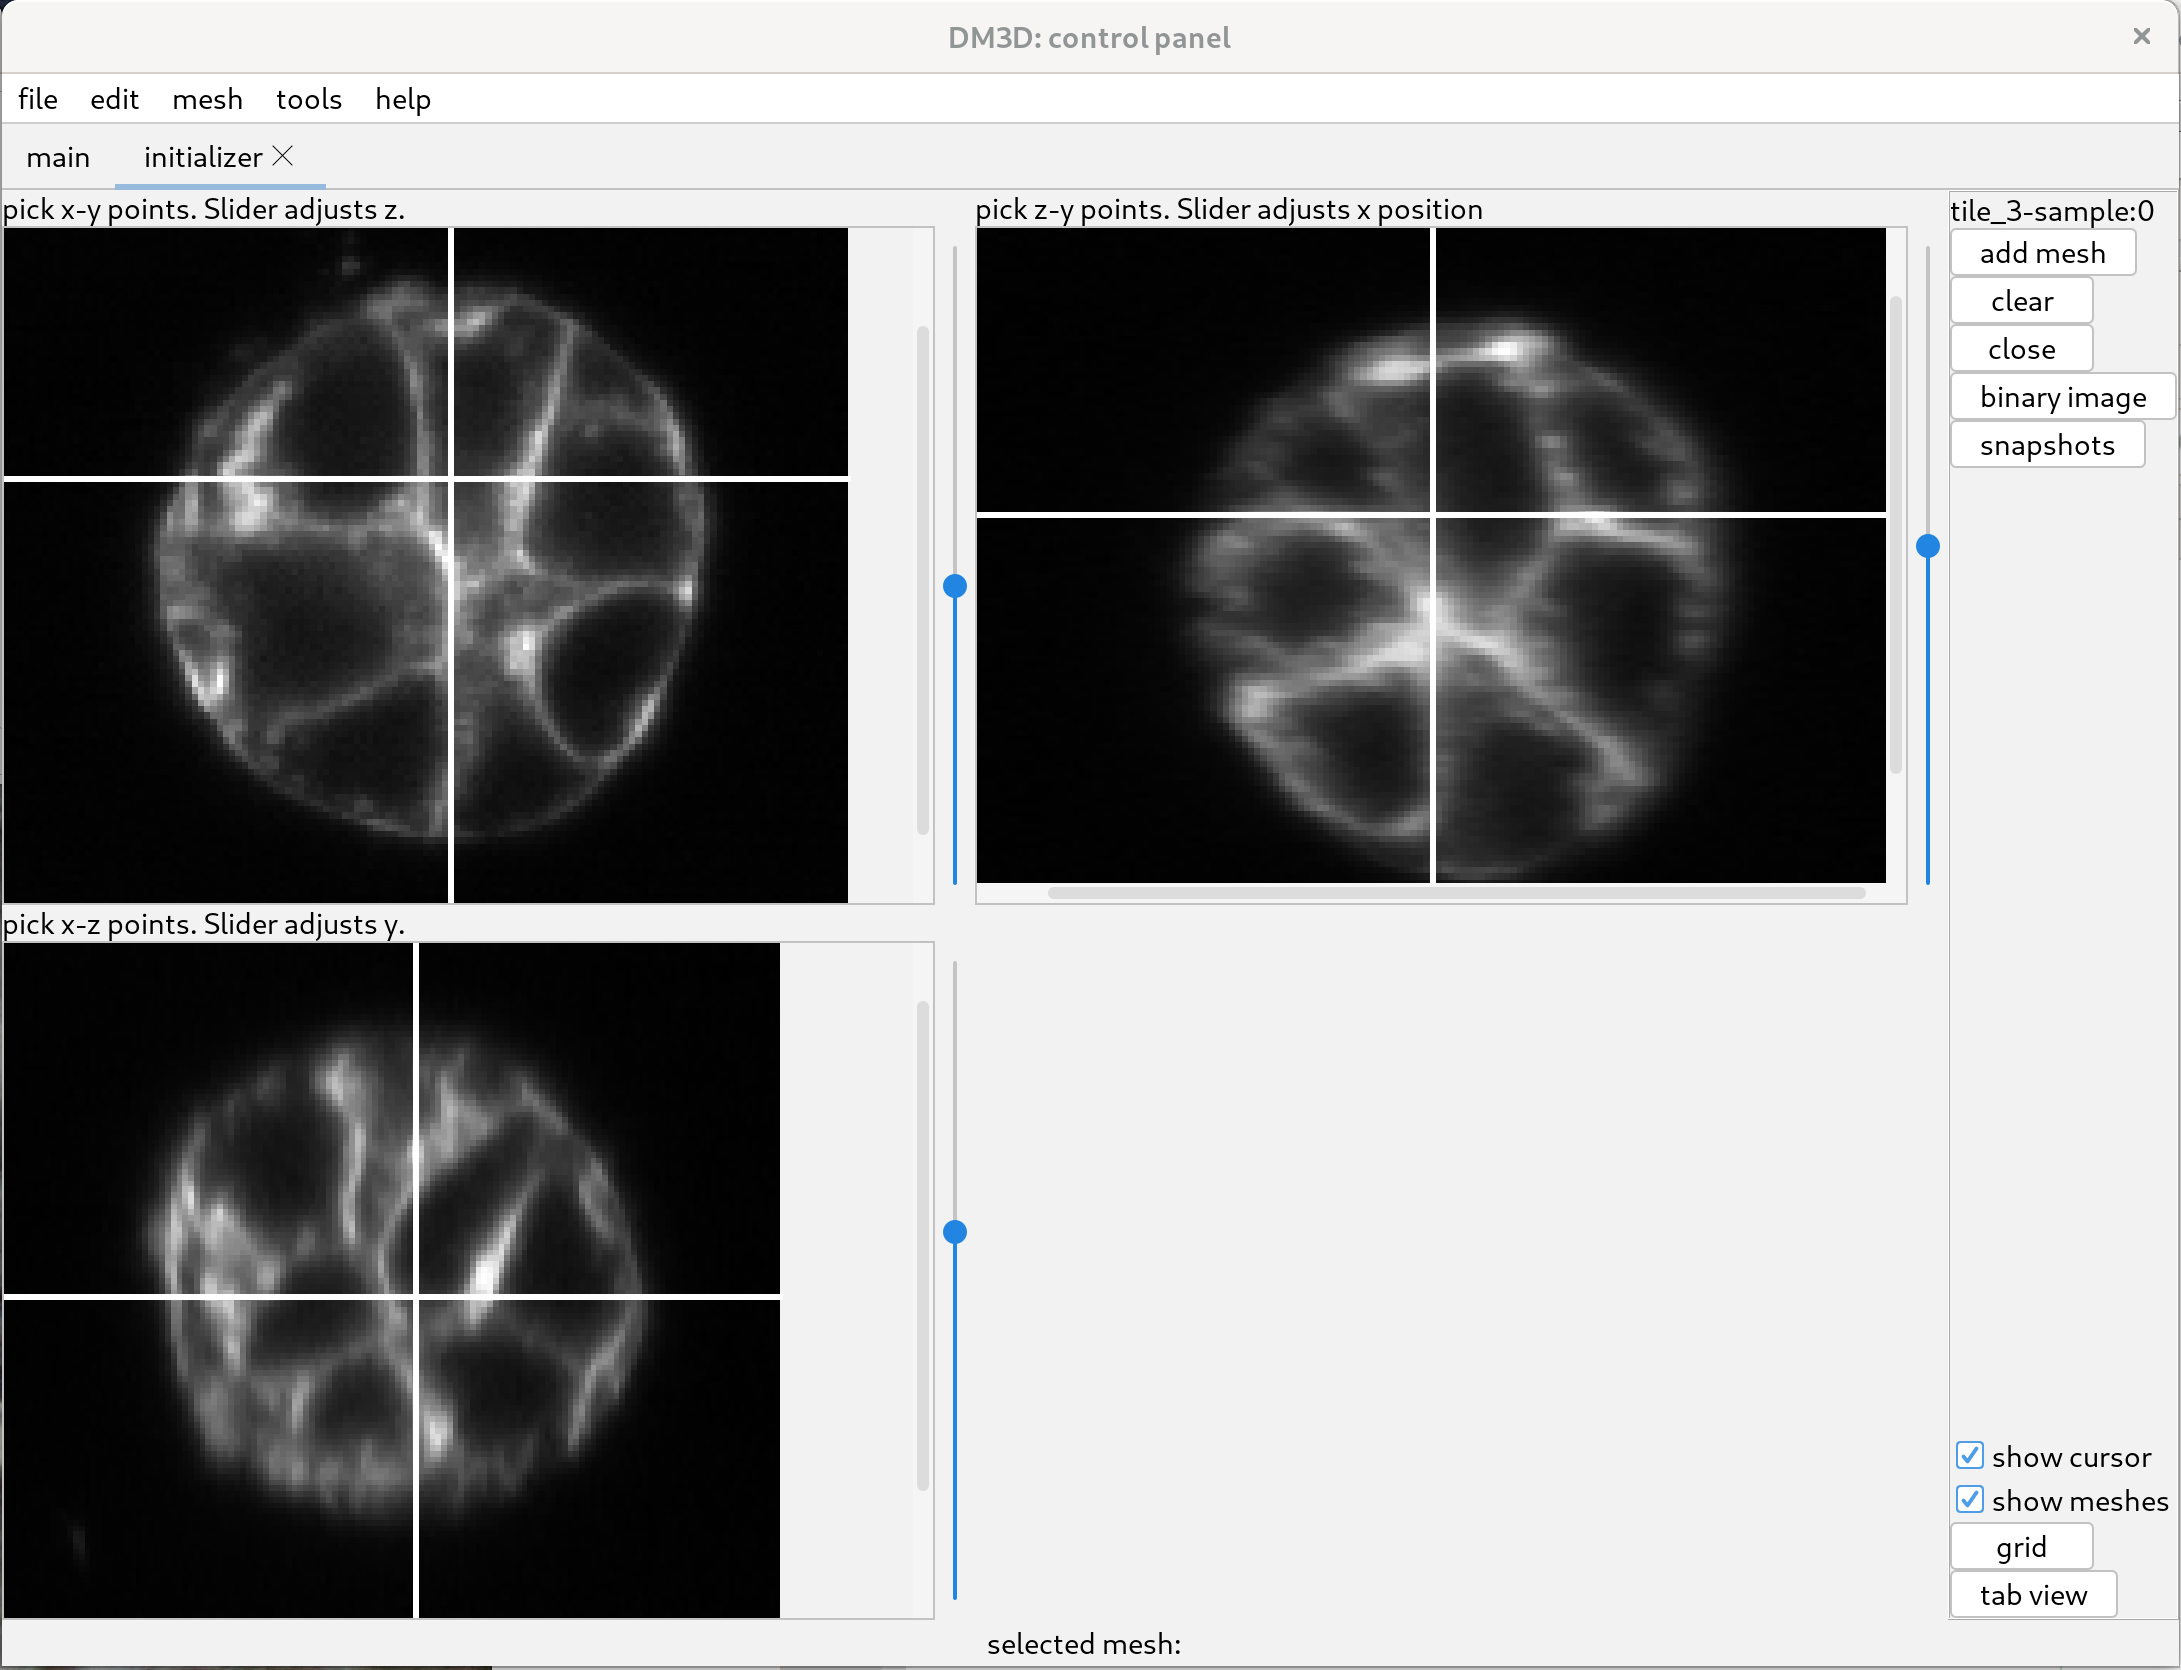 DM3D: control panel
file edit mesh tools help
main initializer
pick x-y points. Slider adjusts z.
pick z-y points. Slider adjusts x position
tile_3-sample:0
add mesh
clear
close
binary image
snapshots
pick x-z points. Slider adjusts y.
show cursor
show meshes
grid
tab view
selected mesh: